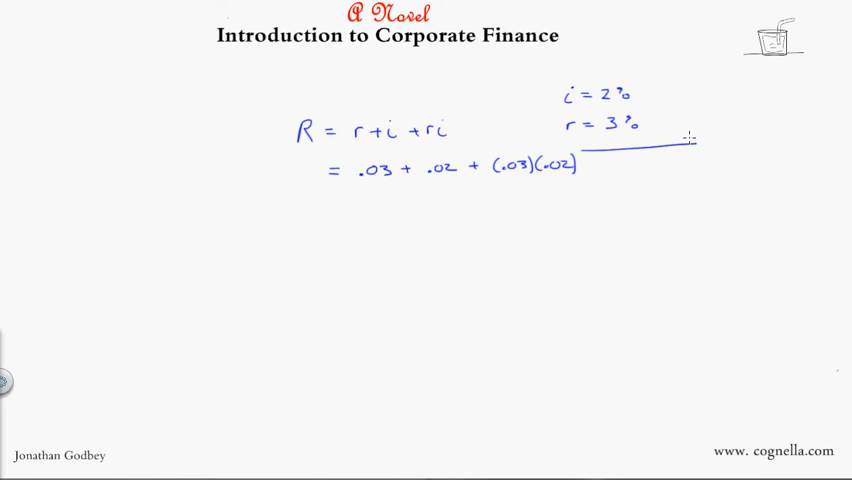 A Novel
Introduction to Corporate Finance
i = 2%
R = r + i + ri
r = 3%
= .03 + .02 + (.03)(.02)
Jonathan Godbey
www. cognella.com